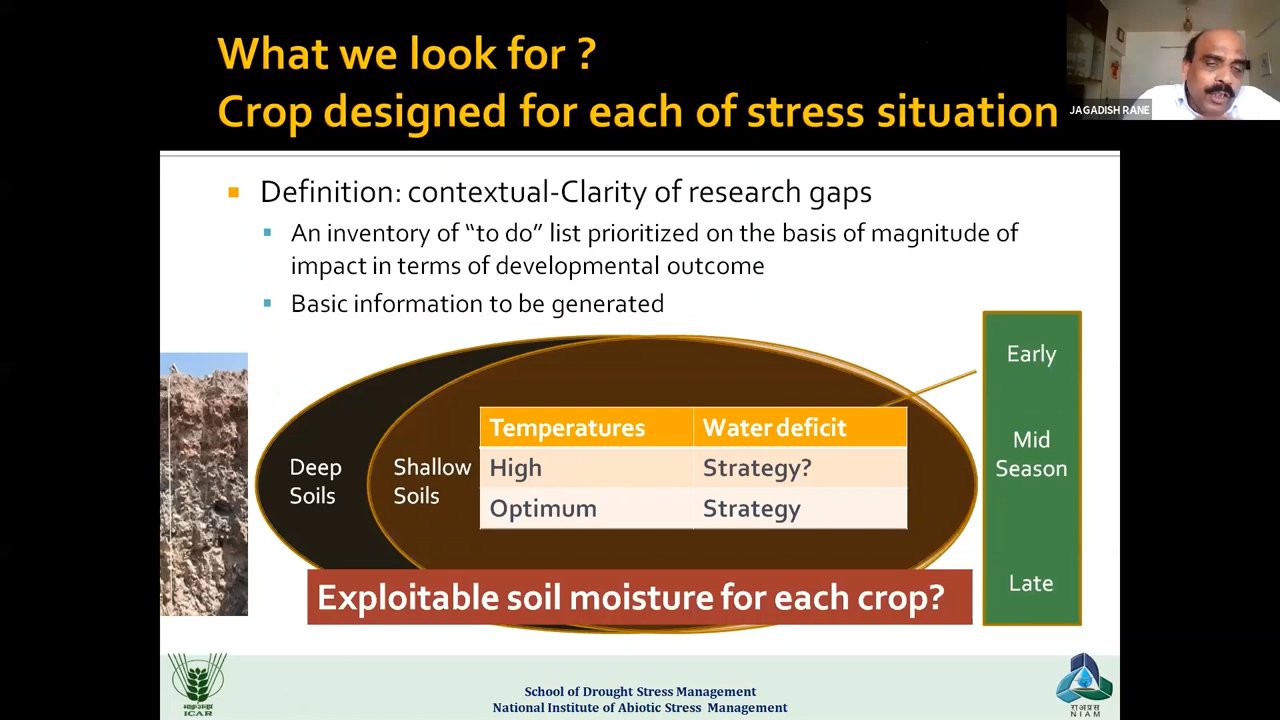 What we look for ?
Crop designed for each of stress situation
JAGADISH RANE
Definition: contextual-Clarity of research gaps
An inventory of “to do” list prioritized on the basis of magnitude of
impact in terms of developmental outcome
Basic information to be generated
Early
Mid
Season
Late
Deep
Soils
Shallow
Soils
Temperatures Water deficit
High Strategy?
Optimum Strategy
Exploitable soil moisture for each crop?
School of Drought Stress Management
National Institute of Abiotic Stress Management
भाकृअनुप
ICAR
राअप्रस
NIAM